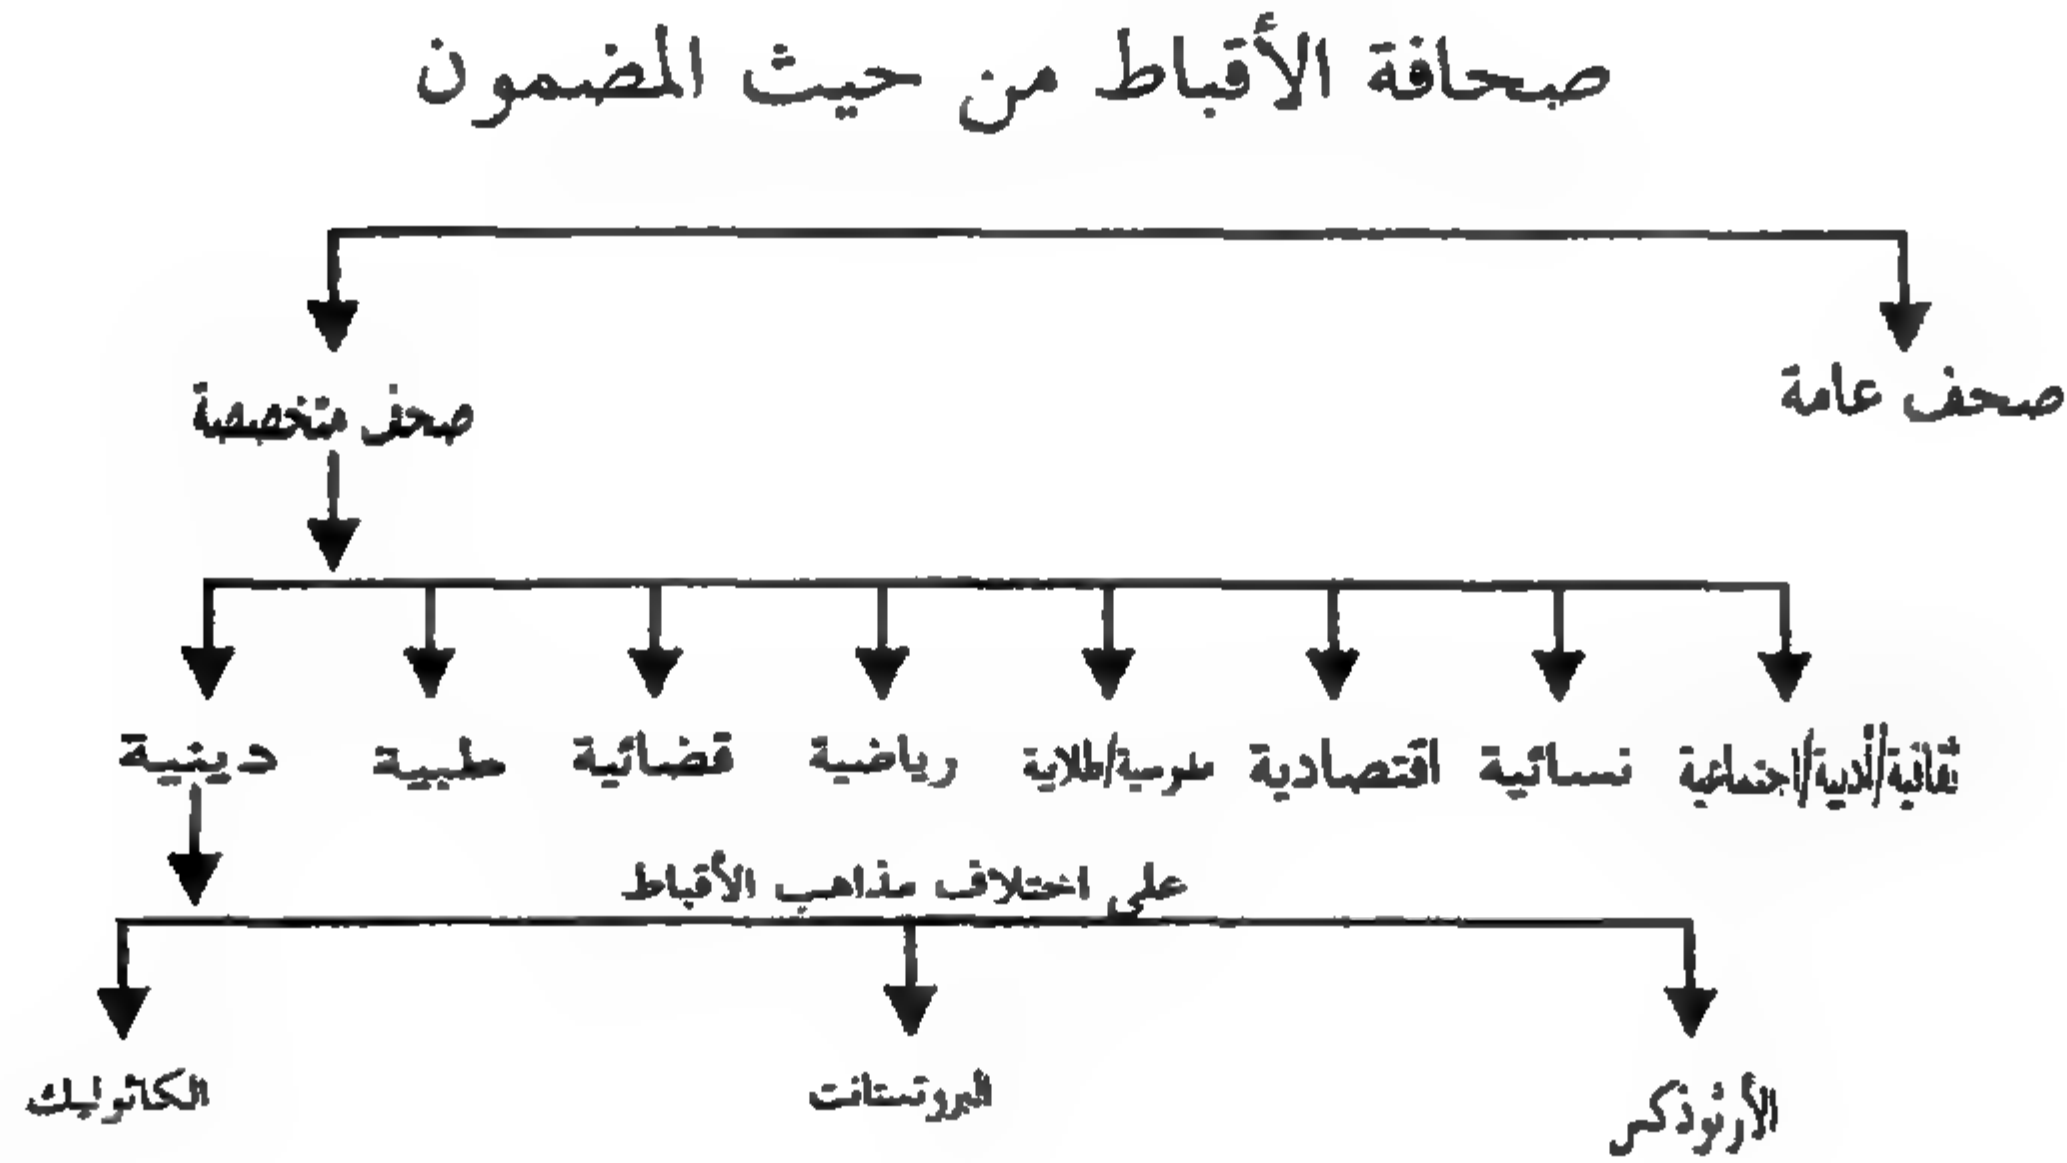 صحافة الأقباط من حيث المضمون
صحف عامة
صحف متخصصة
ثقافية/أدبية/اجتماعية
نسائية
اقتصادية
مدرسية/طلابية
رياضية
قضائية
طبية
دينية
على اختلاف مذاهب الأقباط
الأرثوذكس
البروتستانت
الكاثوليك